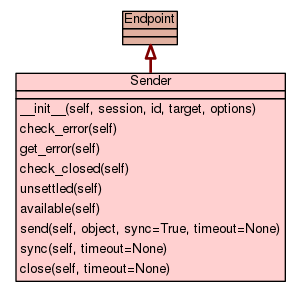 Endpoint
Sender
__init__(self, session, id, target, options)
check_error(self)
get_error(self)
check_closed(self)
unsettled(self)
available(self)
send(self, object, sync=True, timeout=None)
sync(self, timeout=None)
close(self, timeout=None)